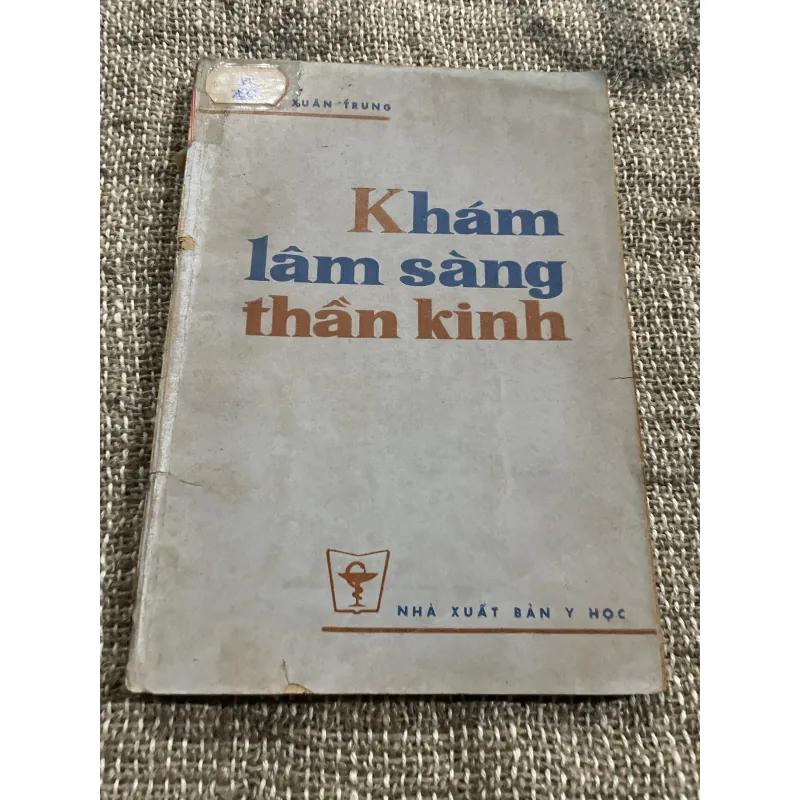 XUÂN TRUNG
Khám
lâm sàng
thần kinh
NHÀ XUẤT BẢN Y HỌC